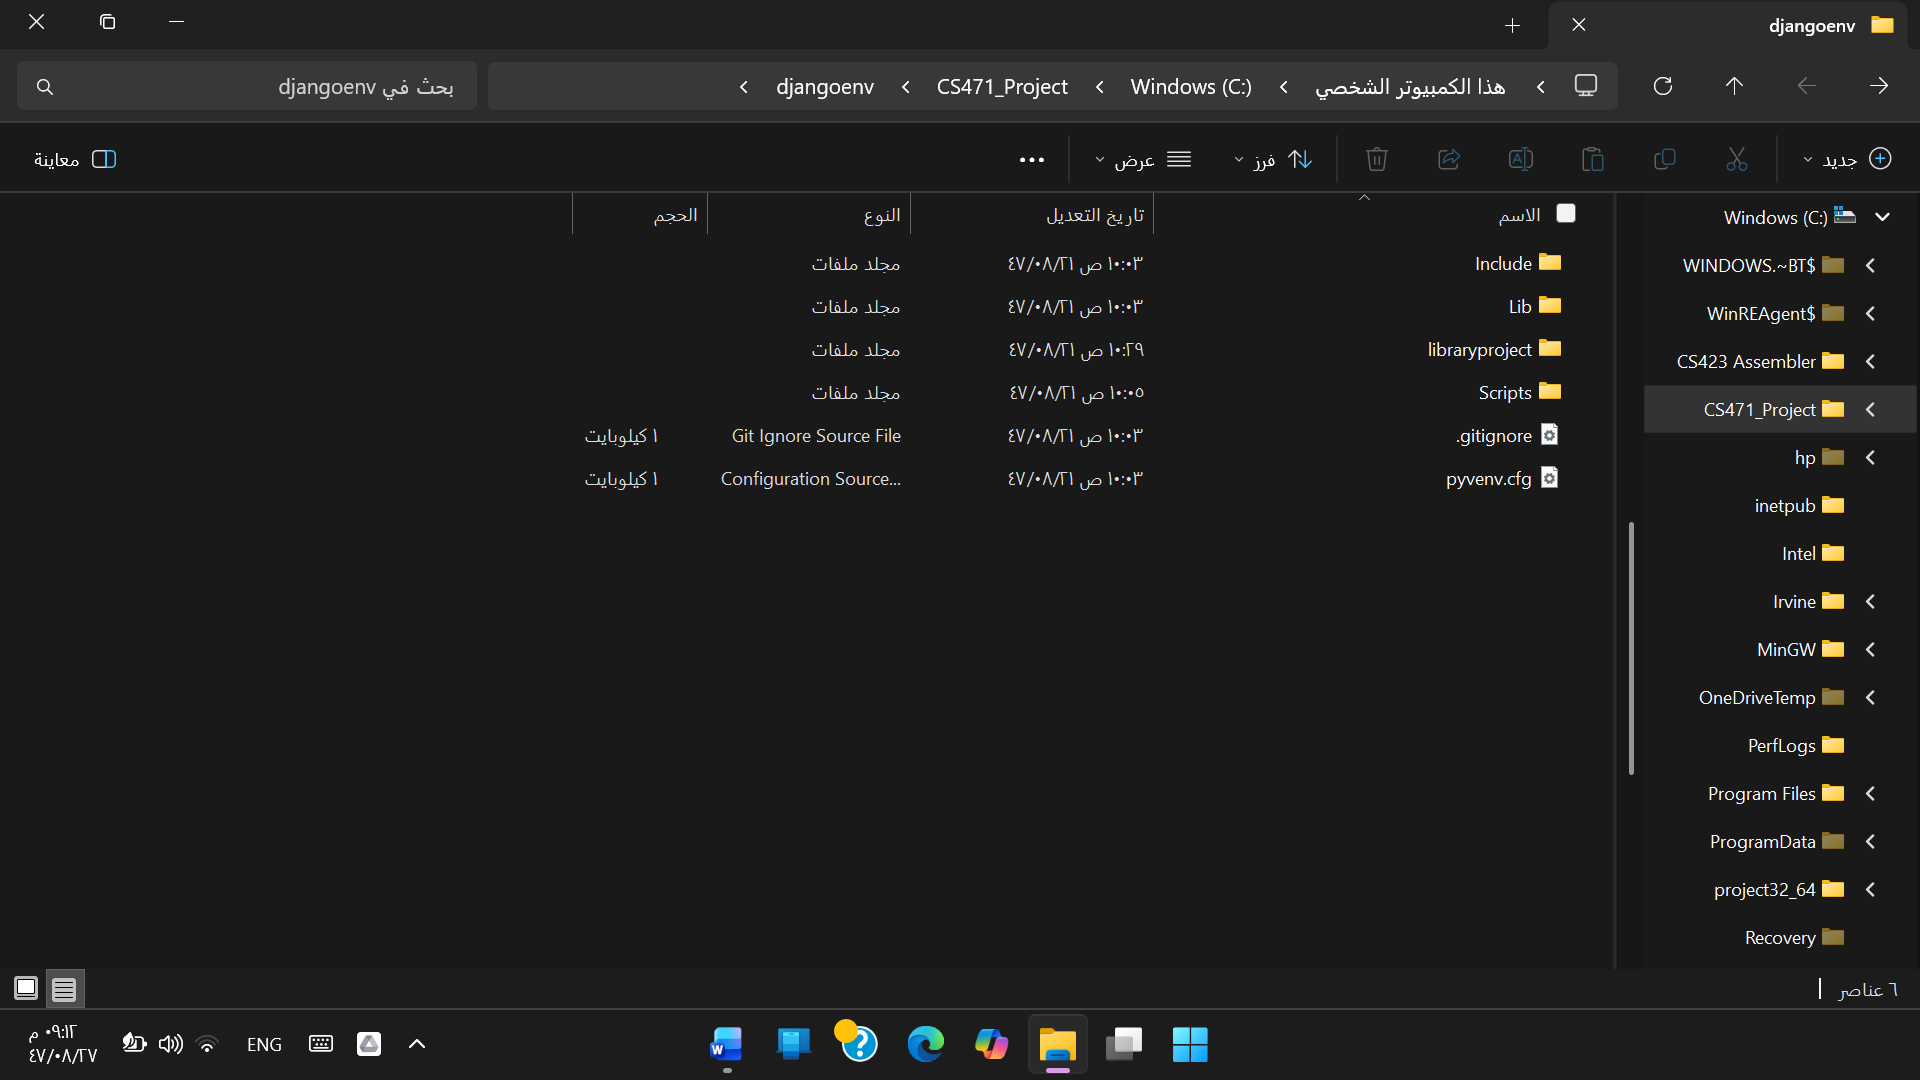 djangoenv
هذا الكمبيوتر الشخصي
Windows (C:)
CS471_Project
djangoenv
بحث في djangoenv
جديد
فرز
عرض
معاينة
الاسم تاريخ التعديل النوع الحجم
Include ١٠:٠٣ ص ٤٧/٠٨/٢١ مجلد ملفات
Lib ١٠:٠٣ ص ٤٧/٠٨/٢١ مجلد ملفات
libraryproject ١٠:٢٩ ص ٤٧/٠٨/٢١ مجلد ملفات
Scripts ١٠:٠٥ ص ٤٧/٠٨/٢١ مجلد ملفات
.gitignore ١٠:٠٣ ص ٤٧/٠٨/٢١ Git Ignore Source File ١ كيلوبايت
pyvenv.cfg ١٠:٠٣ ص ٤٧/٠٨/٢١ Configuration Source... ١ كيلوبايت
Windows (C:)
WINDOWS.~BT$
WinREAgent$
CS423 Assembler
CS471_Project
hp
inetpub
Intel
Irvine
MinGW
OneDriveTemp
PerfLogs
Program Files
ProgramData
project32_64
Recovery
٦ عناصر
ENG
٠٩:١٢ م
٤٧/٠٨/٢٧